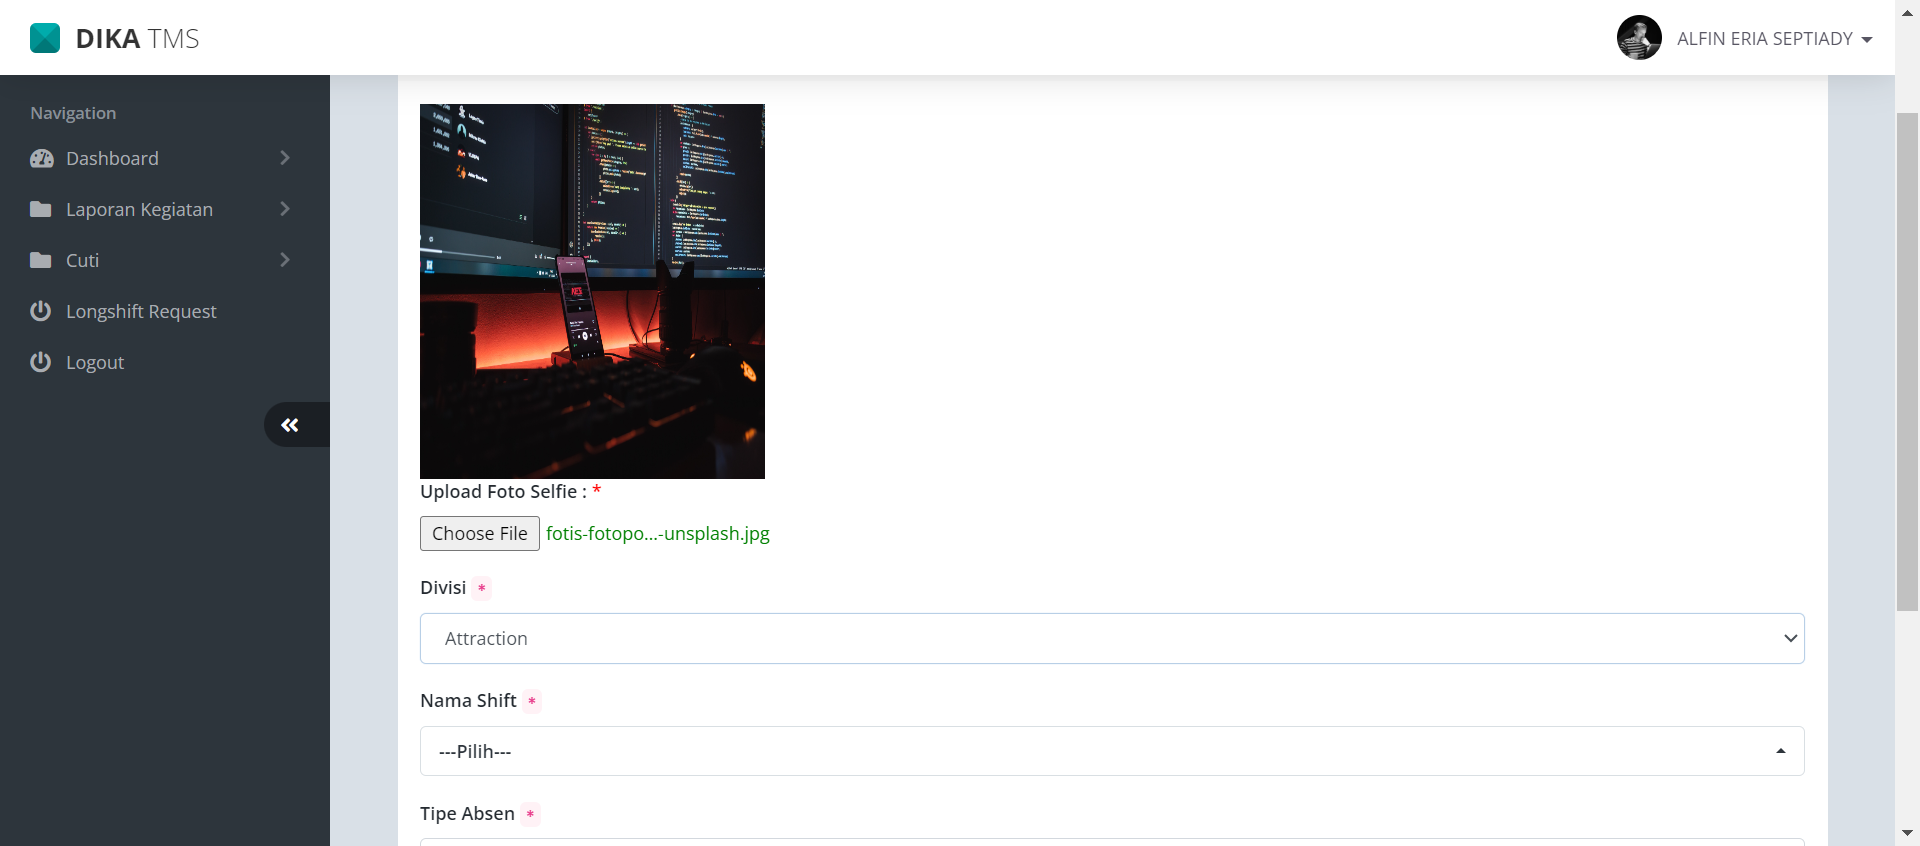 DIKA TMS
ALFIN ERIA SEPTIADY
Navigation
Dashboard
Laporan Kegiatan
Cuti
Longshift Request
Logout
Upload Foto Selfie : *
Choose File fotis-fotopo...-unsplash.jpg
Divisi *
Attraction
Nama Shift *
---Pilih---
Tipe Absen *